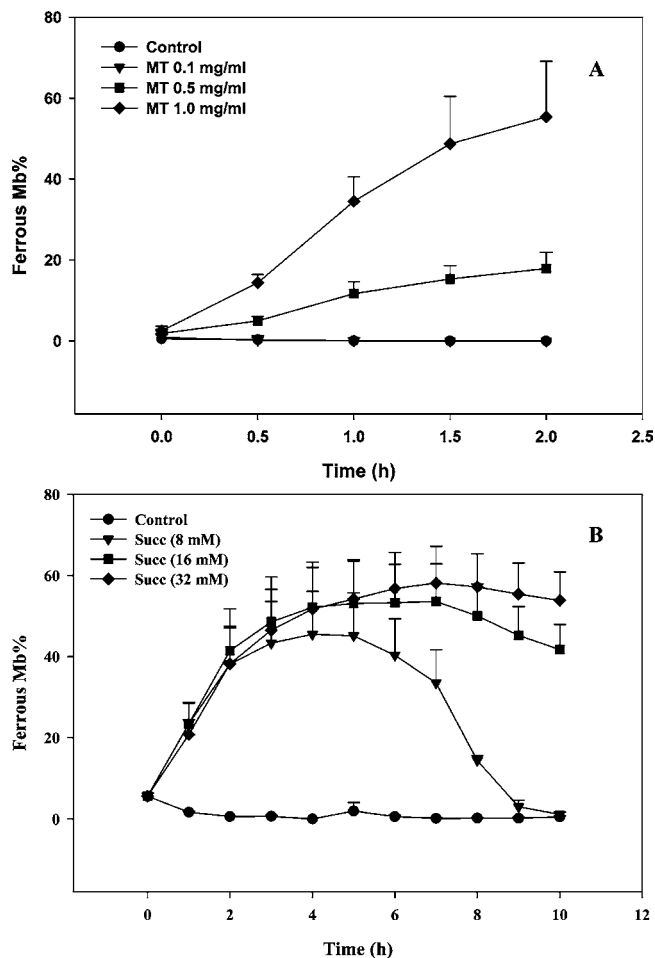 80
60
40
20
0
Ferrous Mb%
Control
MT 0.1 mg/ml
MT 0.5 mg/ml
MT 1.0 mg/ml
A
0.0 0.5 1.0 1.5 2.0 2.5
Time (h)
80
60
40
20
0
Ferrous Mb%
Control
Succ (8 mM)
Succ (16 mM)
Succ (32 mM)
B
0 2 4 6 8 10 12
Time (h)